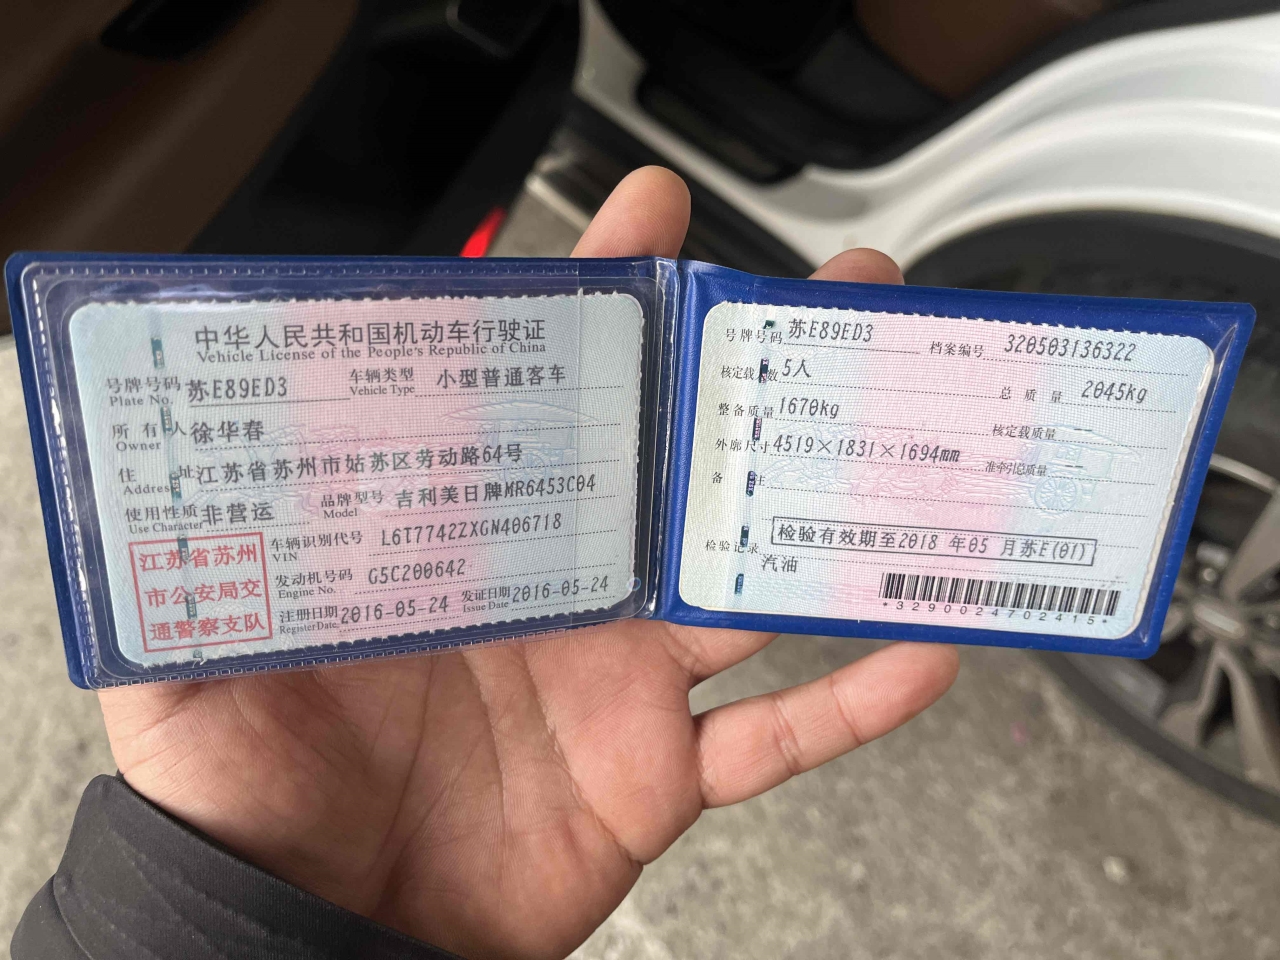 中华人民共和国机动车行驶证
Vehicle License of the People's Republic of China
号牌号码 苏E89ED3 车辆类型 小型普通客车
Plate No. Vehicle Type
所有人 徐华春
Owner
住址 江苏省苏州市姑苏区劳动路64号
Address
使用性质 非营运 品牌型号 吉利美日牌MR6453C04
Use Character Model
江苏省苏州
市公安局交
通警察支队
车辆识别代号 L6T7742ZXGN406718
VIN
发动机号码 G5C200642
Engine No.
注册日期 2016-05-24 发证日期 2016-05-24
Register Date Issue Date
号牌号码 苏E89ED3 档案编号 320503136322
核定载人数 5人 总质量 2045kg
整备质量 1670kg 核定载质量 --
外廓尺寸 4519×1831×1694mm 准牵引总质量 --
备注
检验有效期至2018 年05 月苏E(01)
检验记录
汽油
*3290024702415*